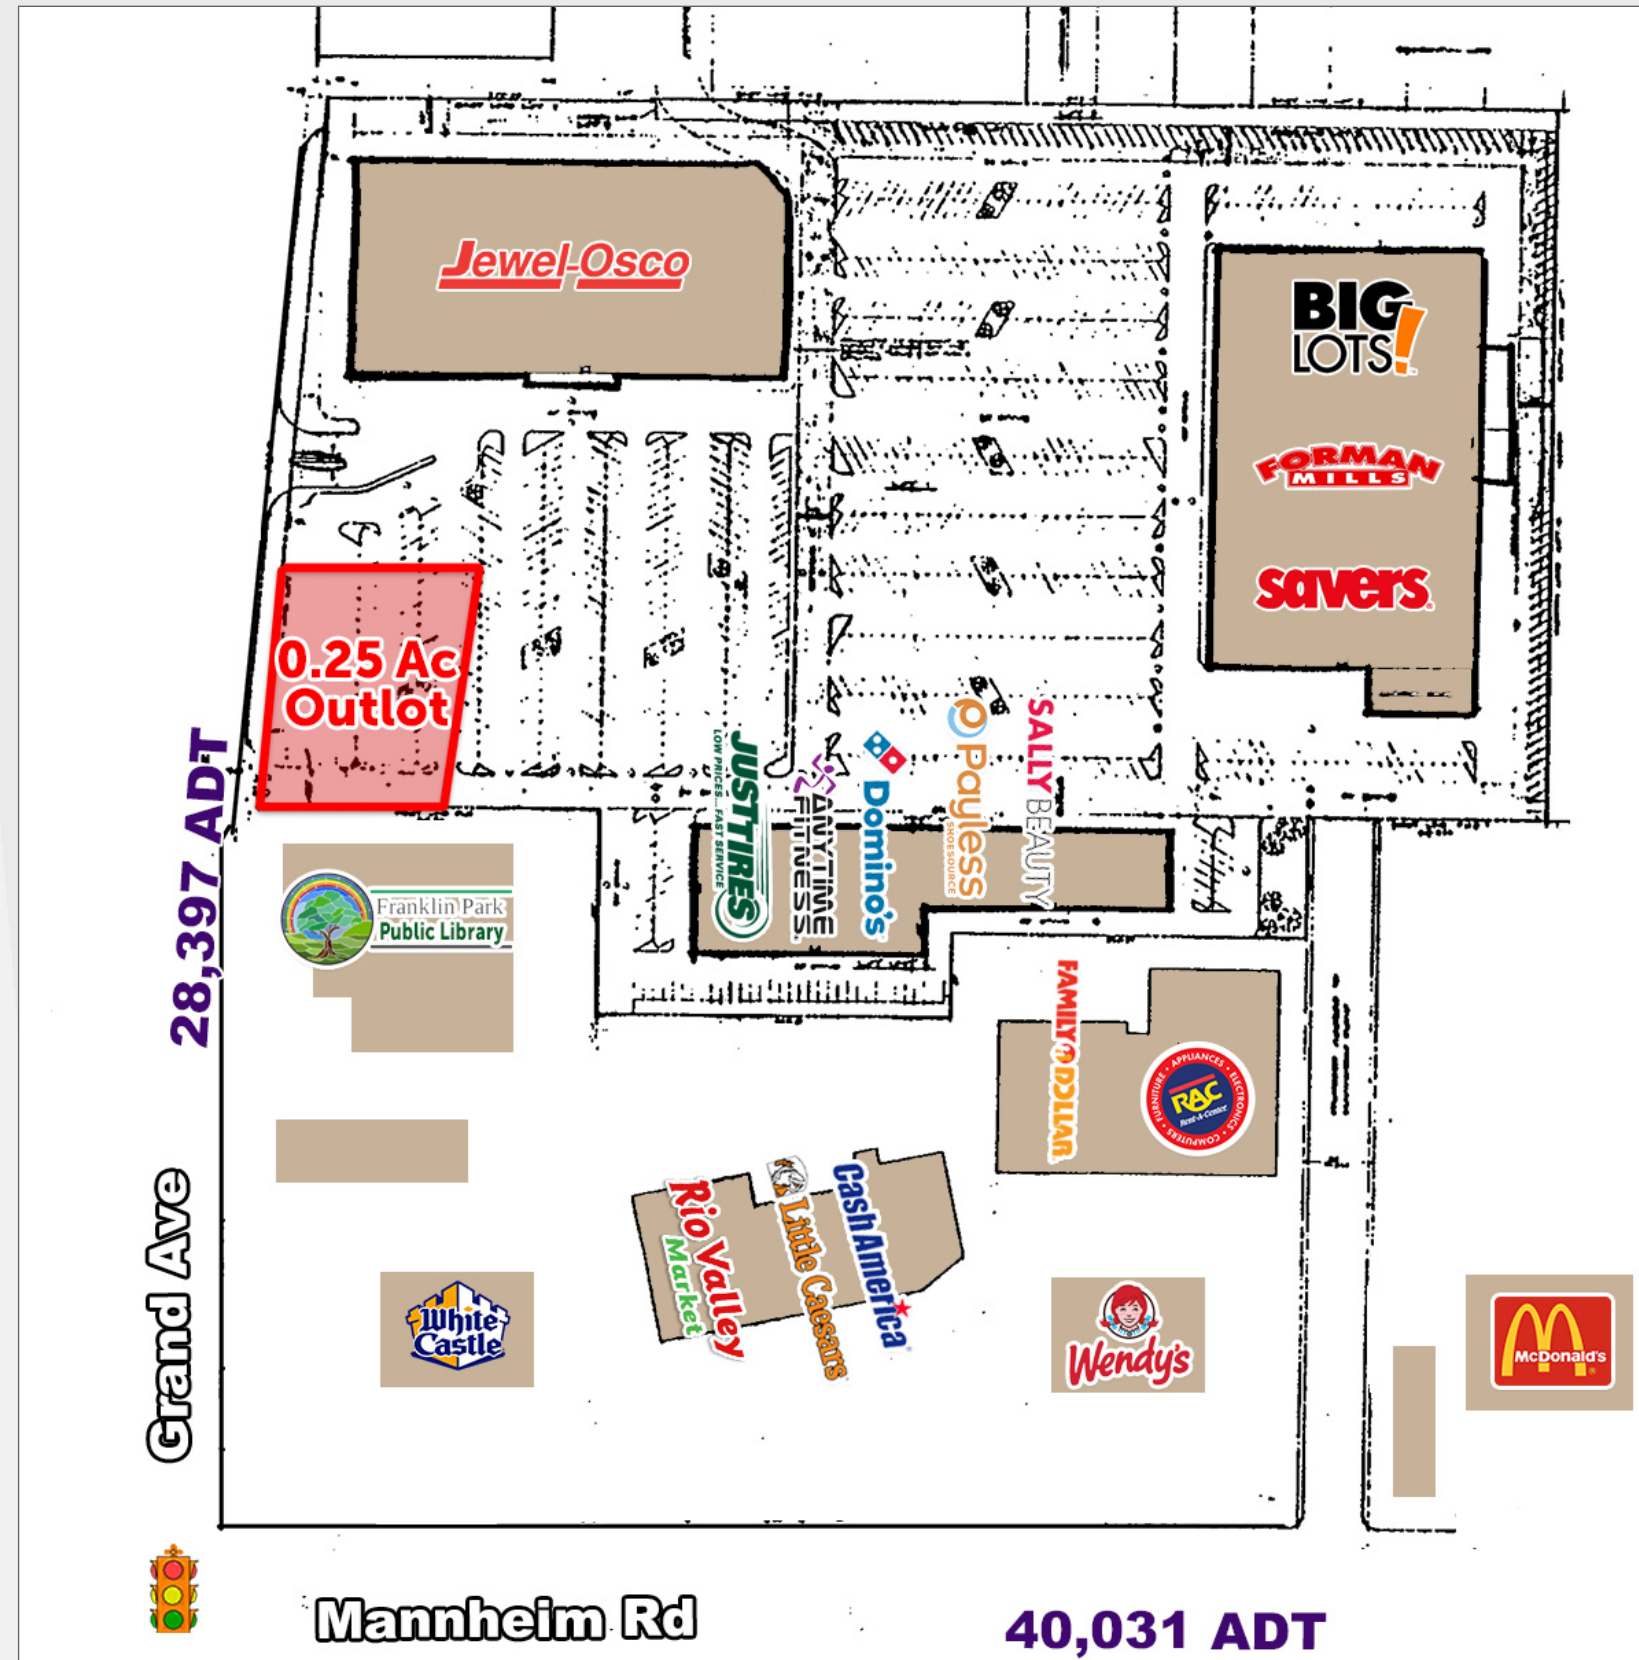 Jewel-Osco
BIG
LOTS!
FORMAN
MILLS
savers
0.25 Ac
Outlot
28,397 ADT
JUST TIRES
LOW PRICES... FAST SERVICE
ANYTIME
FITNESS
Domino's
Payless
SHOESOURCE
SALLY BEAUTY
Franklin Park
Public Library
FAMILY DOLLAR
APPLIANCES • ELECTRONICS • COMPUTERS • FURNITURE •
RAC
Rent-A-Center
Rio Valley
Market
Little Caesars
Cash America
White
Castle
Wendy's
McDonald's
Grand Ave
Mannheim Rd
40,031 ADT